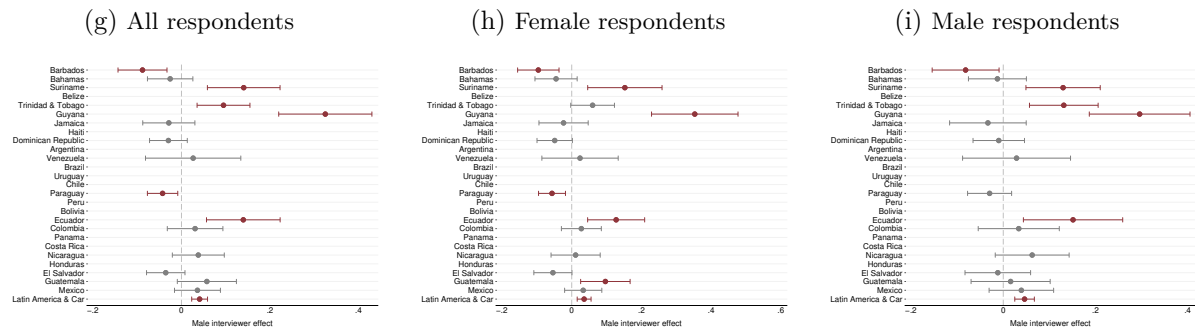 (g) All respondents
Barbados
Bahamas
Suriname
Belize
Trinidad & Tobago
Guyana
Jamaica
Haiti
Dominican Republic
Argentina
Venezuela
Brazil
Uruguay
Chile
Paraguay
Peru
Bolivia
Ecuador
Colombia
Panama
Costa Rica
Nicaragua
Honduras
El Salvador
Guatemala
Mexico
Latin America & Car
-.2 0 .2 .4
Male interviewer effect
(h) Female respondents
Barbados
Bahamas
Suriname
Belize
Trinidad & Tobago
Guyana
Jamaica
Haiti
Dominican Republic
Argentina
Venezuela
Brazil
Uruguay
Chile
Paraguay
Peru
Bolivia
Ecuador
Colombia
Panama
Costa Rica
Nicaragua
Honduras
El Salvador
Guatemala
Mexico
Latin America & Car
-.2 0 .2 .4 .6
Male interviewer effect
(i) Male respondents
Barbados
Bahamas
Suriname
Belize
Trinidad & Tobago
Guyana
Jamaica
Haiti
Dominican Republic
Argentina
Venezuela
Brazil
Uruguay
Chile
Paraguay
Peru
Bolivia
Ecuador
Colombia
Panama
Costa Rica
Nicaragua
Honduras
El Salvador
Guatemala
Mexico
Latin America & Car
-.2 0 .2 .4
Male interviewer effect